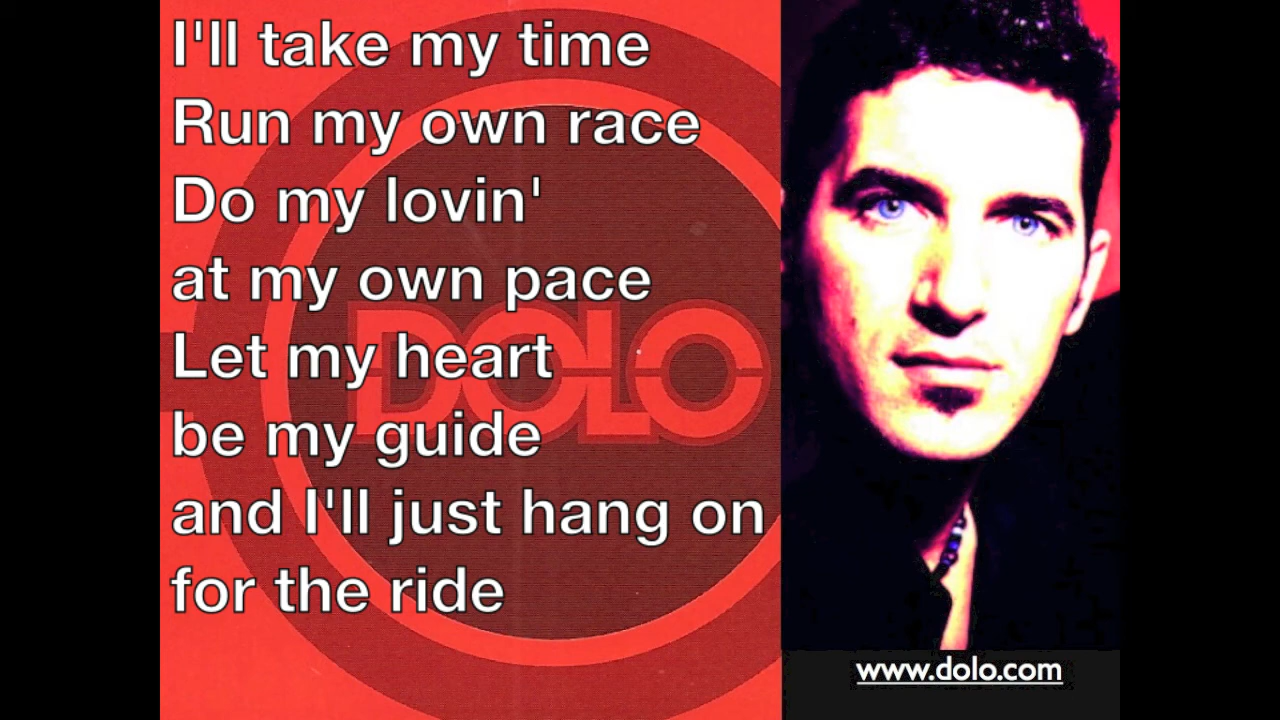 I'll take my time
Run my own race
Do my lovin'
at my own pace
Let my heart
be my guide
and I'll just hang on
for the ride
DOLO
www.dolo.com